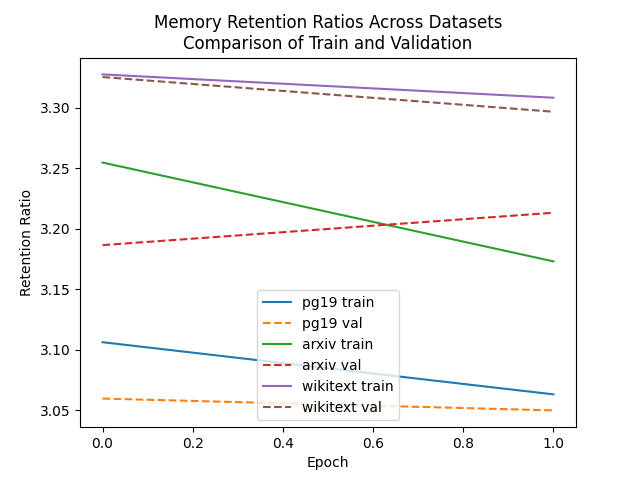 Memory Retention Ratios Across Datasets
Comparison of Train and Validation
Retention Ratio
3.30
3.25
3.20
3.15
3.10
3.05
pg19 train
pg19 val
arxiv train
arxiv val
wikitext train
wikitext val
0.0 0.2 0.4 0.6 0.8 1.0
Epoch